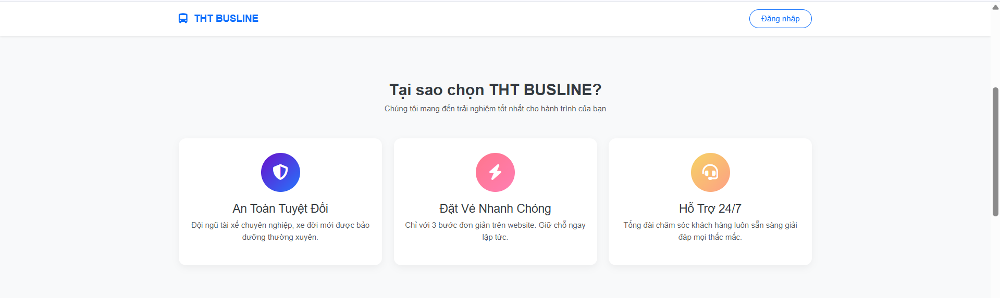 THT BUSLINE
Đăng nhập
Tại sao chọn THT BUSLINE?
Chúng tôi mang đến trải nghiệm tốt nhất cho hành trình của bạn
An Toàn Tuyệt Đối
Đội ngũ tài xế chuyên nghiệp, xe đời mới được bảo
dưỡng thường xuyên.
Đặt Vé Nhanh Chóng
Chỉ với 3 bước đơn giản trên website. Giữ chỗ ngay
lập tức.
Hỗ Trợ 24/7
Tổng đài chăm sóc khách hàng luôn sẵn sàng giải
đáp mọi thắc mắc.